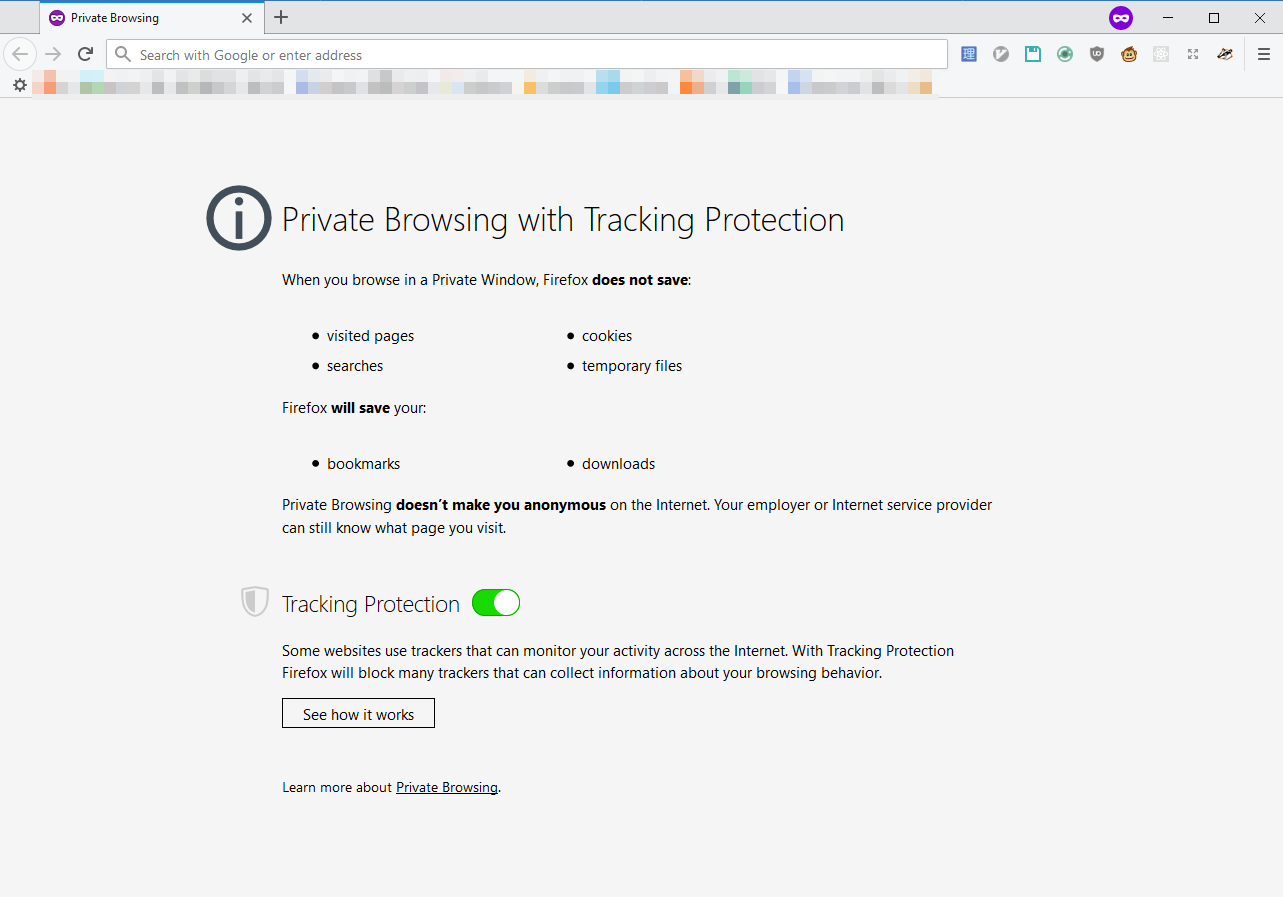 Private Browsing
Search with Google or enter address
理
Private Browsing with Tracking Protection
When you browse in a Private Window, Firefox does not save:
visited pages
cookies
searches
temporary files
Firefox will save your:
bookmarks
downloads
Private Browsing doesn´t make you anonymous on the Internet. Your employer or Internet service provider
can still know what page you visit.
Tracking Protection
Some websites use trackers that can monitor your activity across the Internet. With Tracking Protection
Firefox will block many trackers that can collect information about your browsing behavior.
See how it works
Learn more about Private Browsing.